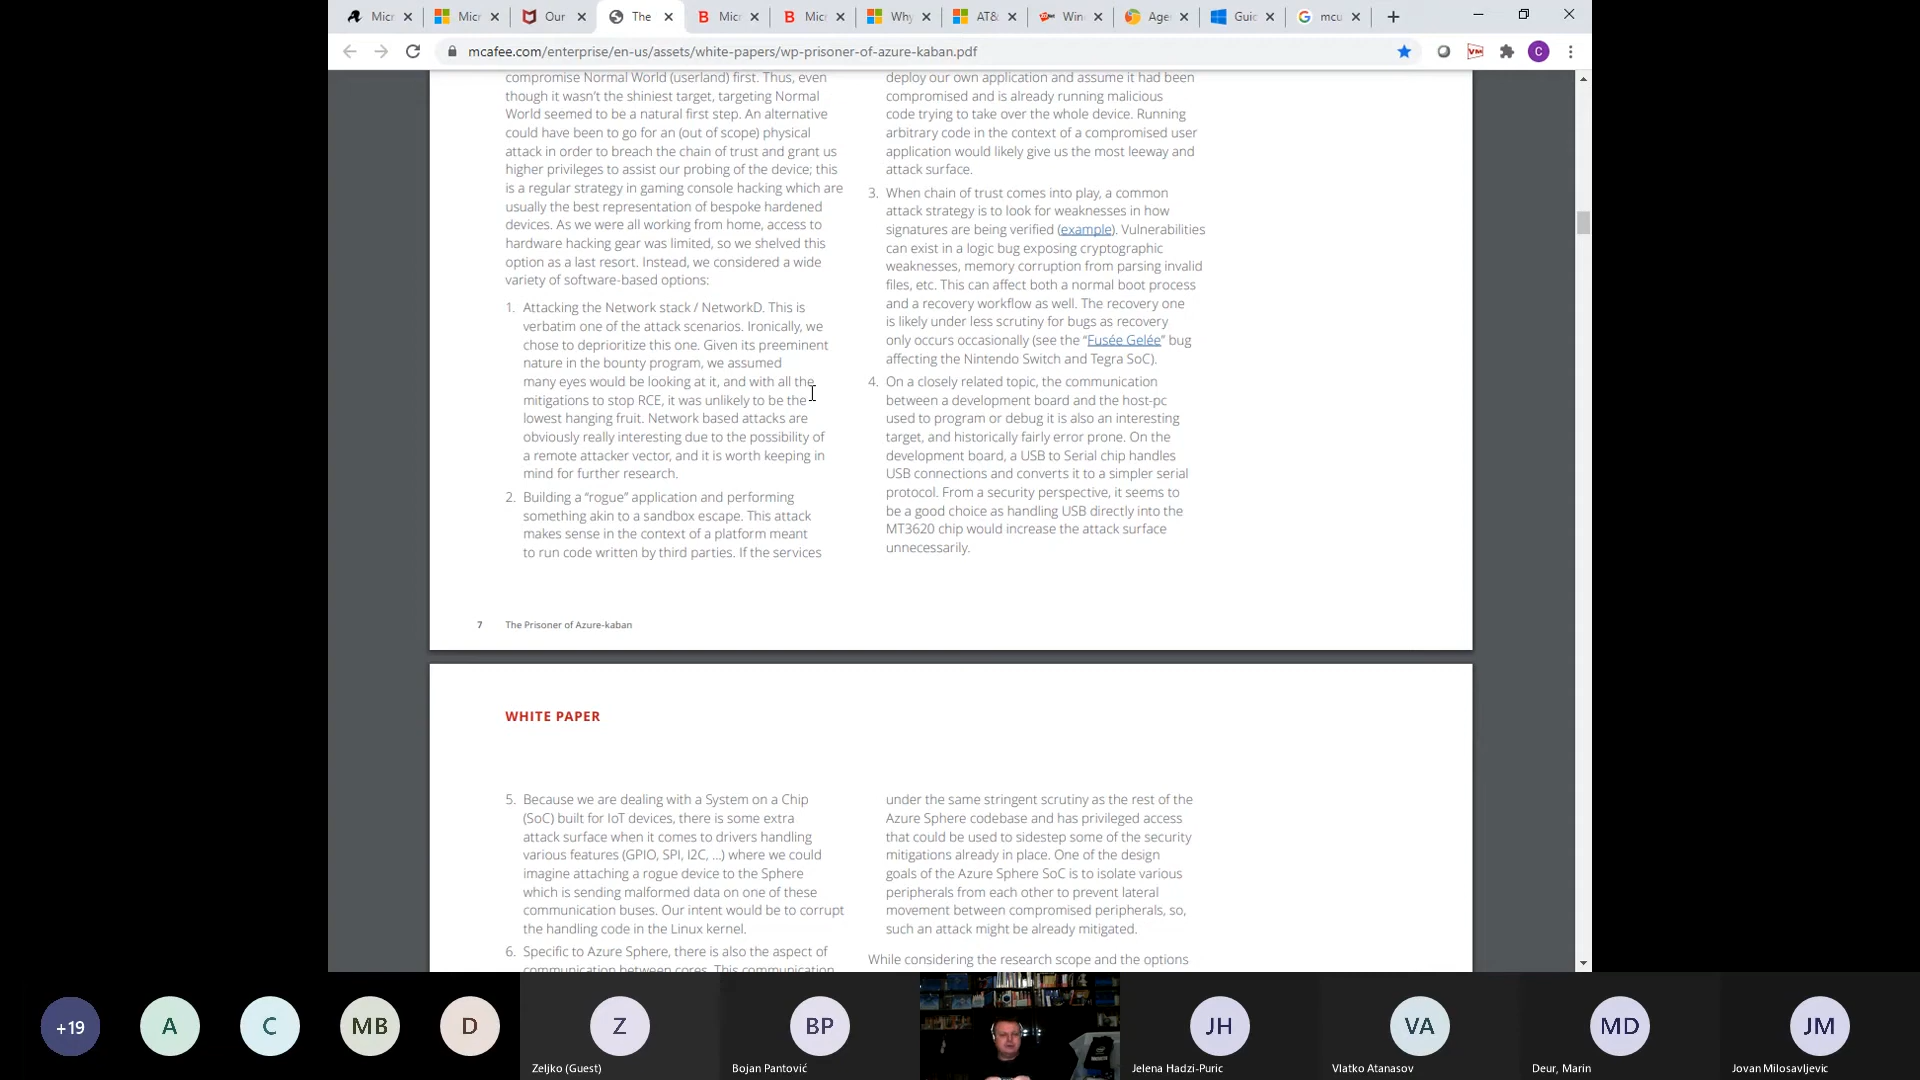 Micr
Micr
Our
The
Micr
Micr
Why
AT&
Win
Age
Guic
mcu
mcafee.com/enterprise/en-us/assets/white-papers/wp-prisoner-of-azure-kaban.pdf
VM
C
compromise Normal World (userland) first. Thus, even
though it wasn't the shiniest target, targeting Normal
World seemed to be a natural first step. An alternative
could have been to go for an (out of scope) physical
attack in order to breach the chain of trust and grant us
higher privileges to assist our probing of the device; this
is a regular strategy in gaming console hacking which are
usually the best representation of bespoke hardened
devices. As we were all working from home, access to
hardware hacking gear was limited, so we shelved this
option as a last resort. Instead, we considered a wide
variety of software-based options:
1. Attacking the Network stack / NetworkD. This is
verbatim one of the attack scenarios. Ironically, we
chose to deprioritize this one. Given its preeminent
nature in the bounty program, we assumed
many eyes would be looking at it, and with all the
mitigations to stop RCE, it was unlikely to be the
lowest hanging fruit. Network based attacks are
obviously really interesting due to the possibility of
a remote attacker vector, and it is worth keeping in
mind for further research.
2. Building a “rogue” application and performing
something akin to a sandbox escape. This attack
makes sense in the context of a platform meant
to run code written by third parties. If the services
deploy our own application and assume it had been
compromised and is already running malicious
code trying to take over the whole device. Running
arbitrary code in the context of a compromised user
application would likely give us the most leeway and
attack surface.
3. When chain of trust comes into play, a common
attack strategy is to look for weaknesses in how
signatures are being verified (example). Vulnerabilities
can exist in a logic bug exposing cryptographic
weaknesses, memory corruption from parsing invalid
files, etc. This can affect both a normal boot process
and a recovery workflow as well. The recovery one
is likely under less scrutiny for bugs as recovery
only occurs occasionally (see the “Fusée Gelée” bug
affecting the Nintendo Switch and Tegra SoC).
4. On a closely related topic, the communication
between a development board and the host-pc
used to program or debug it is also an interesting
target, and historically fairly error prone. On the
development board, a USB to Serial chip handles
USB connections and converts it to a simpler serial
protocol. From a security perspective, it seems to
be a good choice as handling USB directly into the
MT3620 chip would increase the attack surface
unnecessarily.
7 The Prisoner of Azure-kaban
WHITE PAPER
5. Because we are dealing with a System on a Chip
(SoC) built for IoT devices, there is some extra
attack surface when it comes to drivers handling
various features (GPIO, SPI, I2C, ...) where we could
imagine attaching a rogue device to the Sphere
which is sending malformed data on one of these
communication buses. Our intent would be to corrupt
the handling code in the Linux kernel.
6. Specific to Azure Sphere, there is also the aspect of
communication between cores. This communication
under the same stringent scrutiny as the rest of the
Azure Sphere codebase and has privileged access
that could be used to sidestep some of the security
mitigations already in place. One of the design
goals of the Azure Sphere SoC is to isolate various
peripherals from each other to prevent lateral
movement between compromised peripherals, so,
such an attack might be already mitigated.
While considering the research scope and the options
+19
A
C
MB
D
Z
Zeljko (Guest)
BP
Bojan Pantović
JH
Jelena Hadzi-Puric
VA
Vlatko Atanasov
MD
Deur, Marin
JM
Jovan Milosavljevic